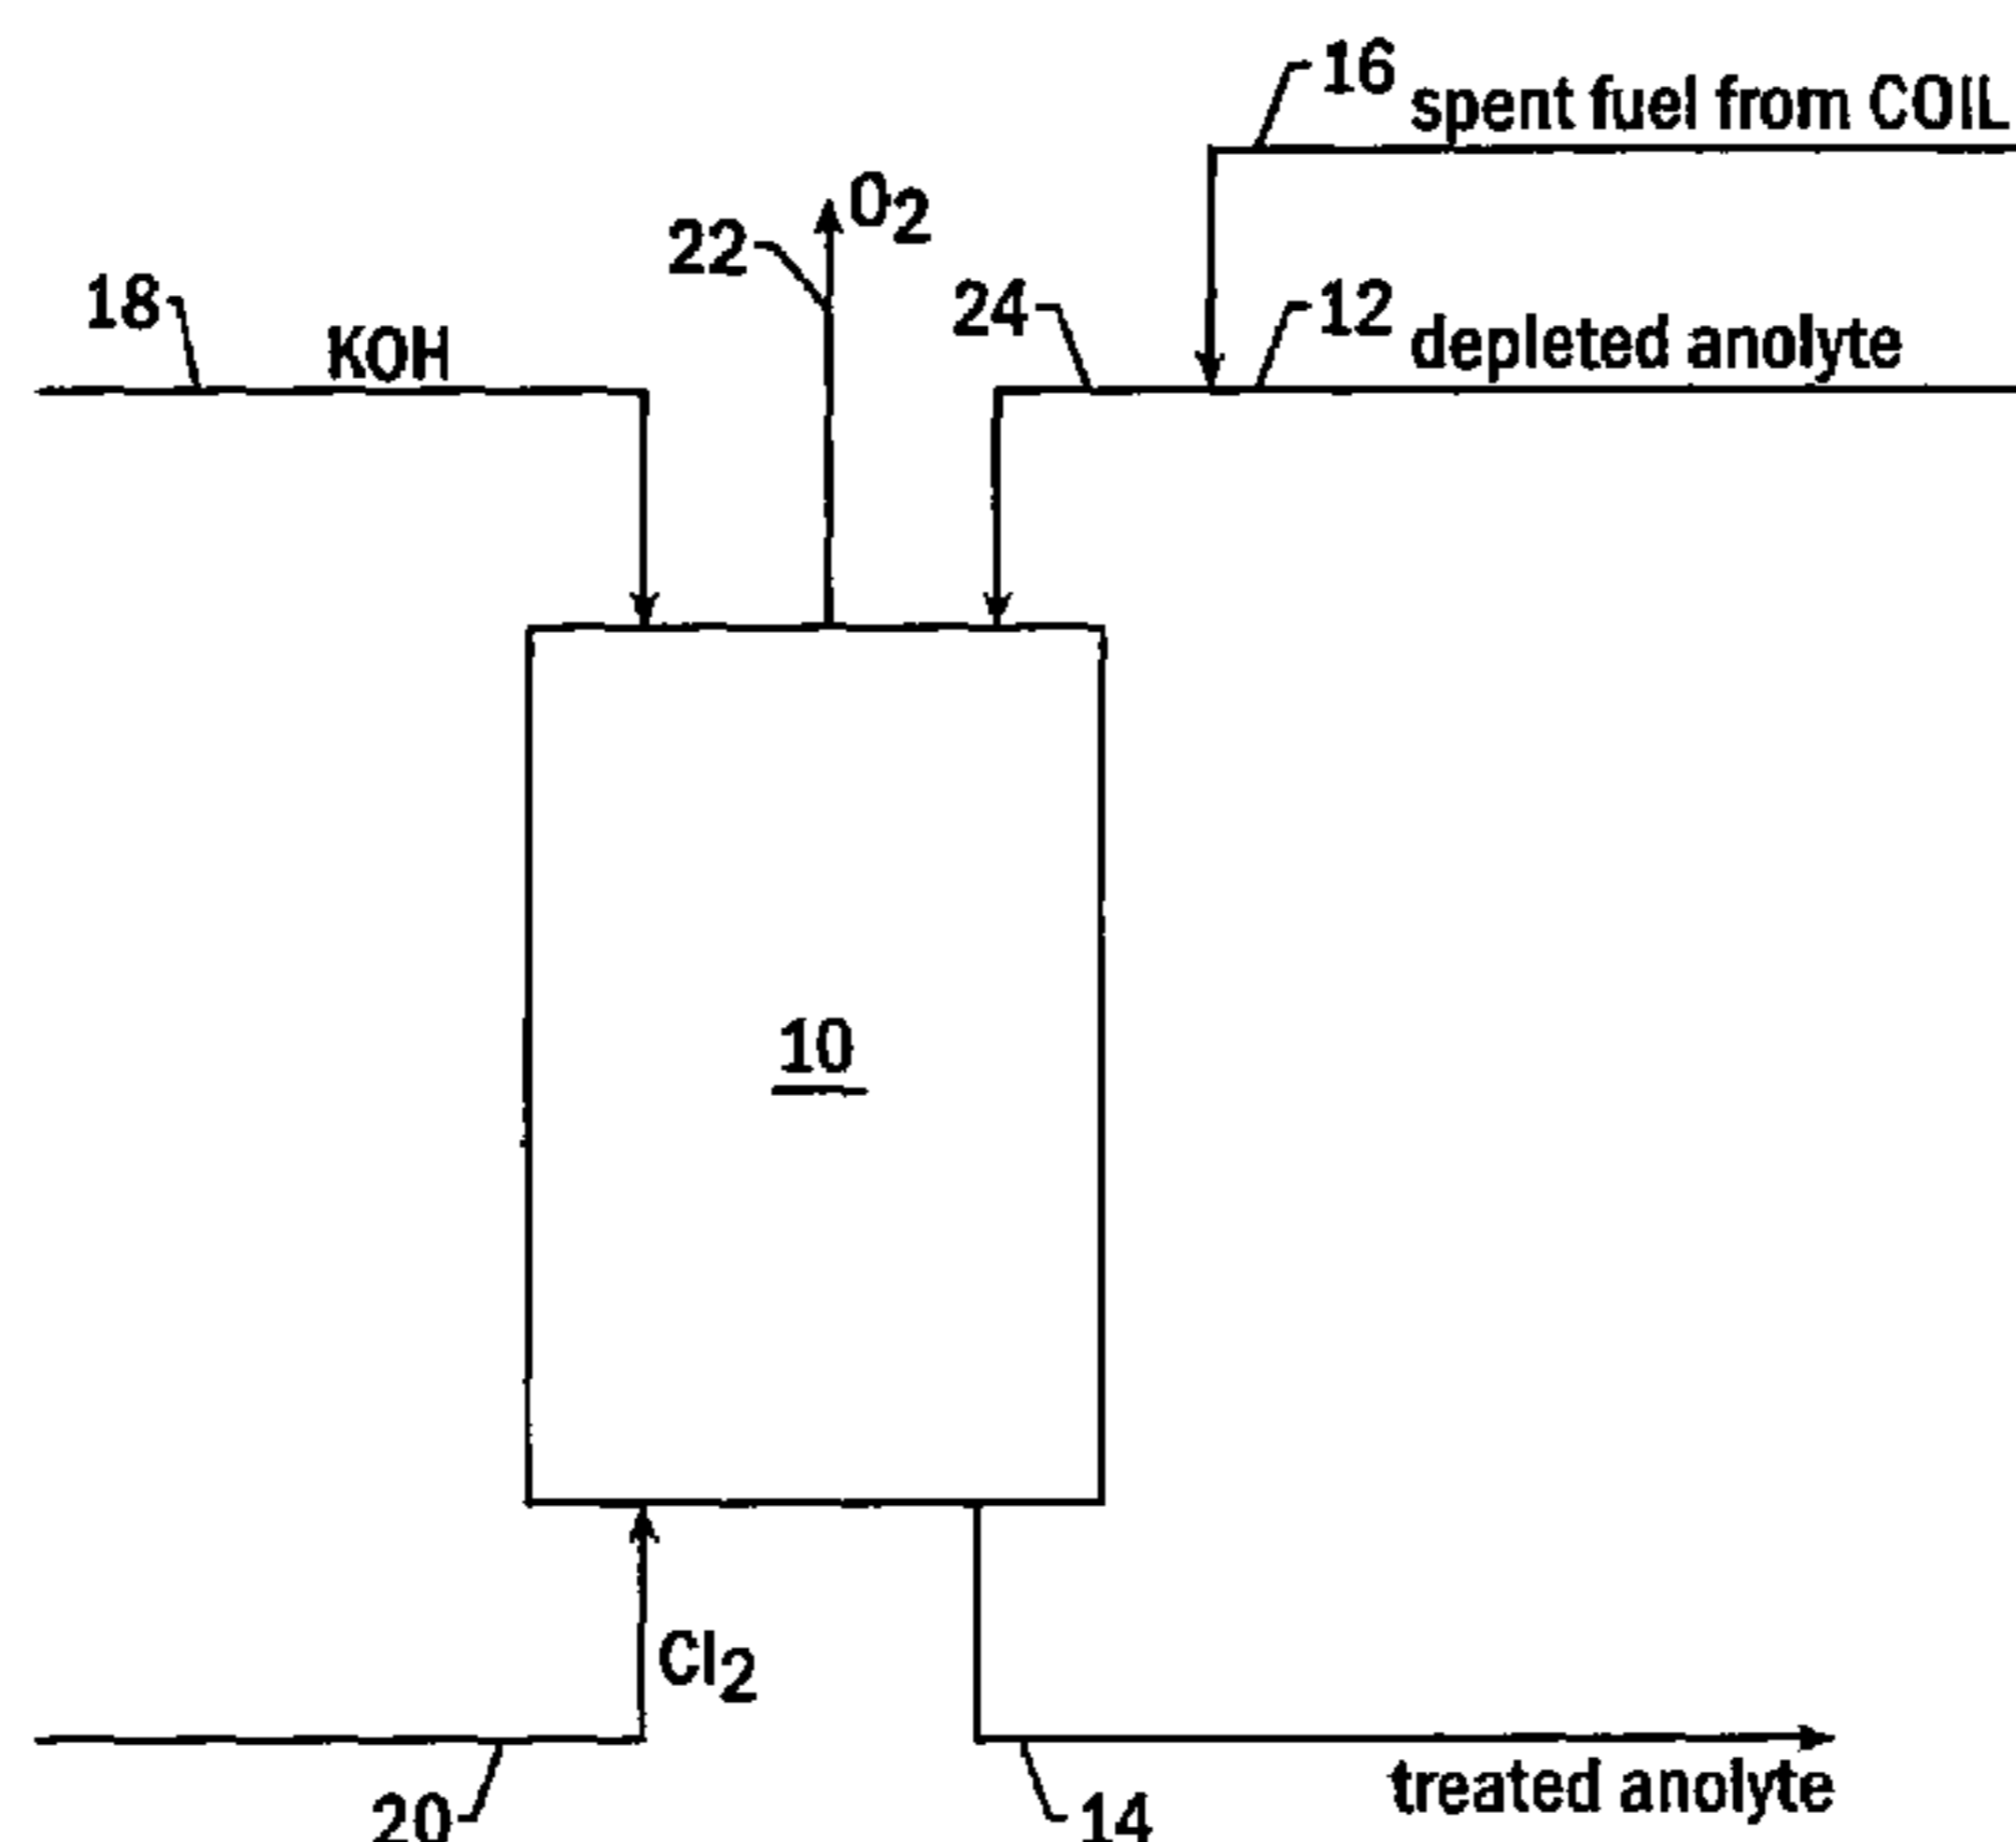 16
spent fuel from COIL
O2
22
18
KOH
24
12
depleted anolyte
10
Cl2
treated anolyte
20
14